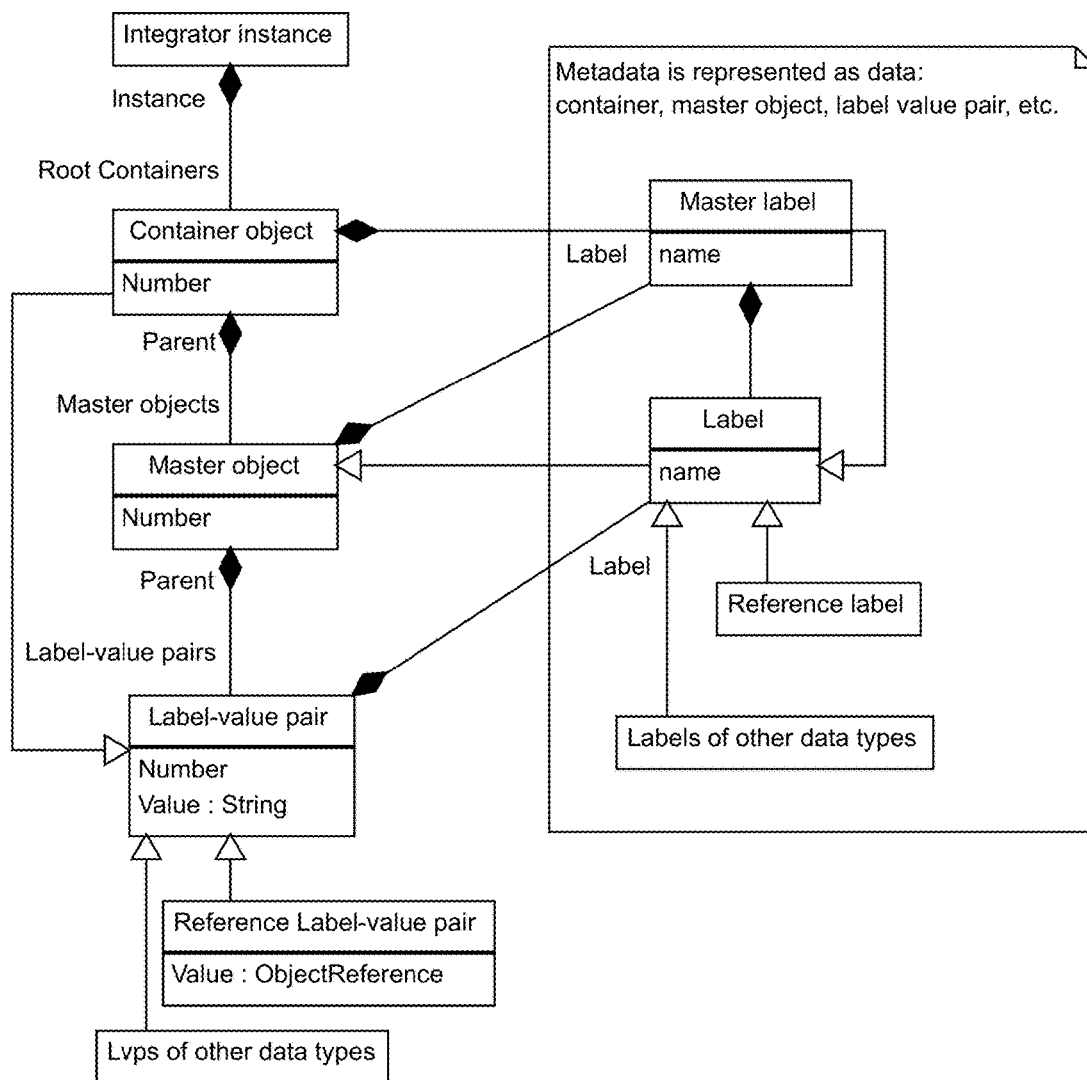 Integrator instance
Instance
Root Containers
Container object
Number
Parent
Master objects
Master object
Number
Parent
Label-value pairs
Label-value pair
Number
Value : String
Reference Label-value pair
Value : ObjectReference
Lvps of other data types
Metadata is represented as data:
container, master object, label value pair, etc.
Master label
name
Label
Label
name
Label
Reference label
Labels of other data types